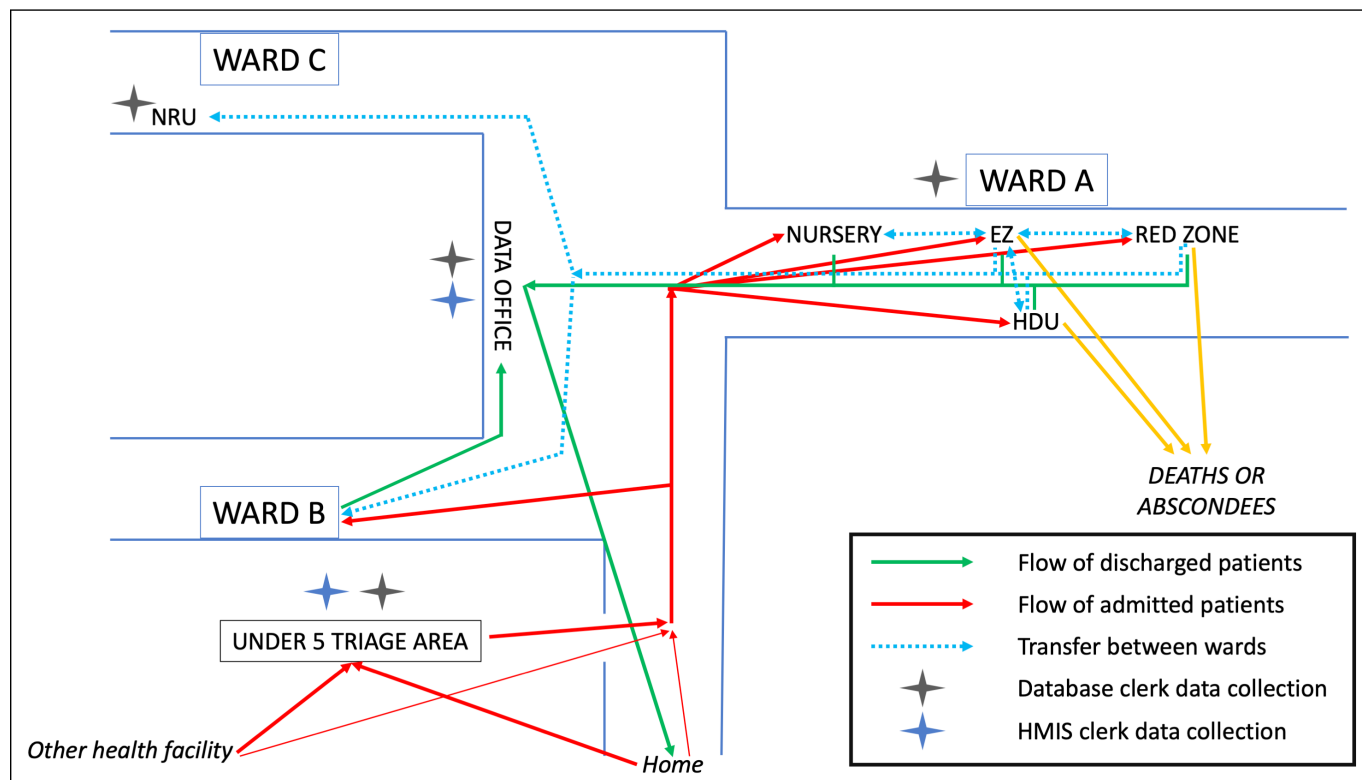 WARD C
NRU
WARD A
NURSERY
EZ
RED ZONE
DATA OFFICE
HDU
DEATHS OR
ABSCONDEES
WARD B
UNDER 5 TRIAGE AREA
Other health facility
Home
Flow of discharged patients
Flow of admitted patients
Transfer between wards
Database clerk data collection
HMIS clerk data collection